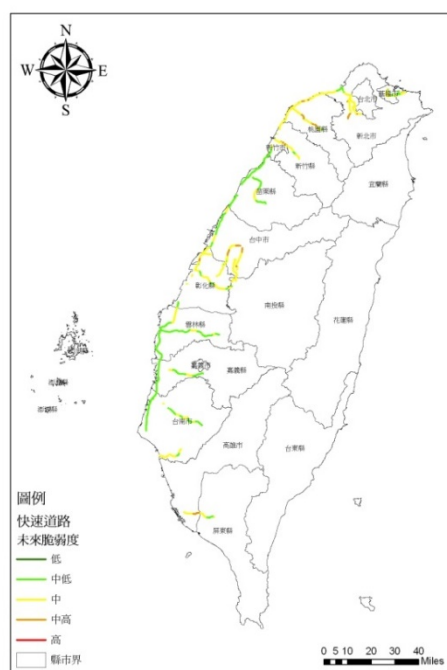 N
W
E
S
台北市
基隆市
桃園縣
新北市
新竹市
新竹縣
宜蘭縣
苗栗縣
台中市
彰化縣
南投縣
花蓮縣
雲林縣
嘉義市
嘉義縣
台南市
高雄市
台東縣
屏東縣
澎湖縣
圖例
快速道路
未來脆弱度
低
中低
中
中高
高
縣市界
0 5 10 20 30 40
Miles